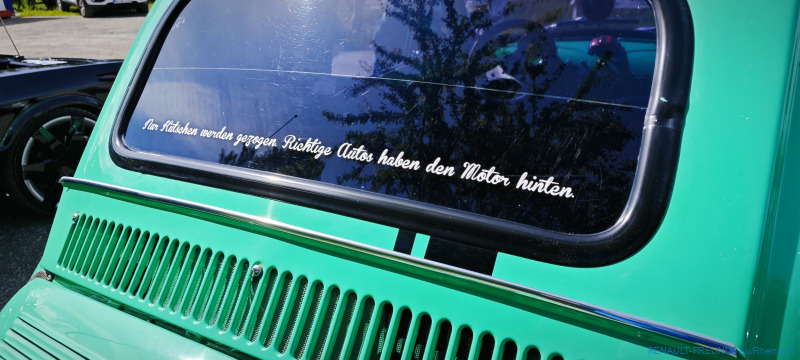 Nur Kutschen werden gezogen. Richtige Autos haben den Motor hinten.